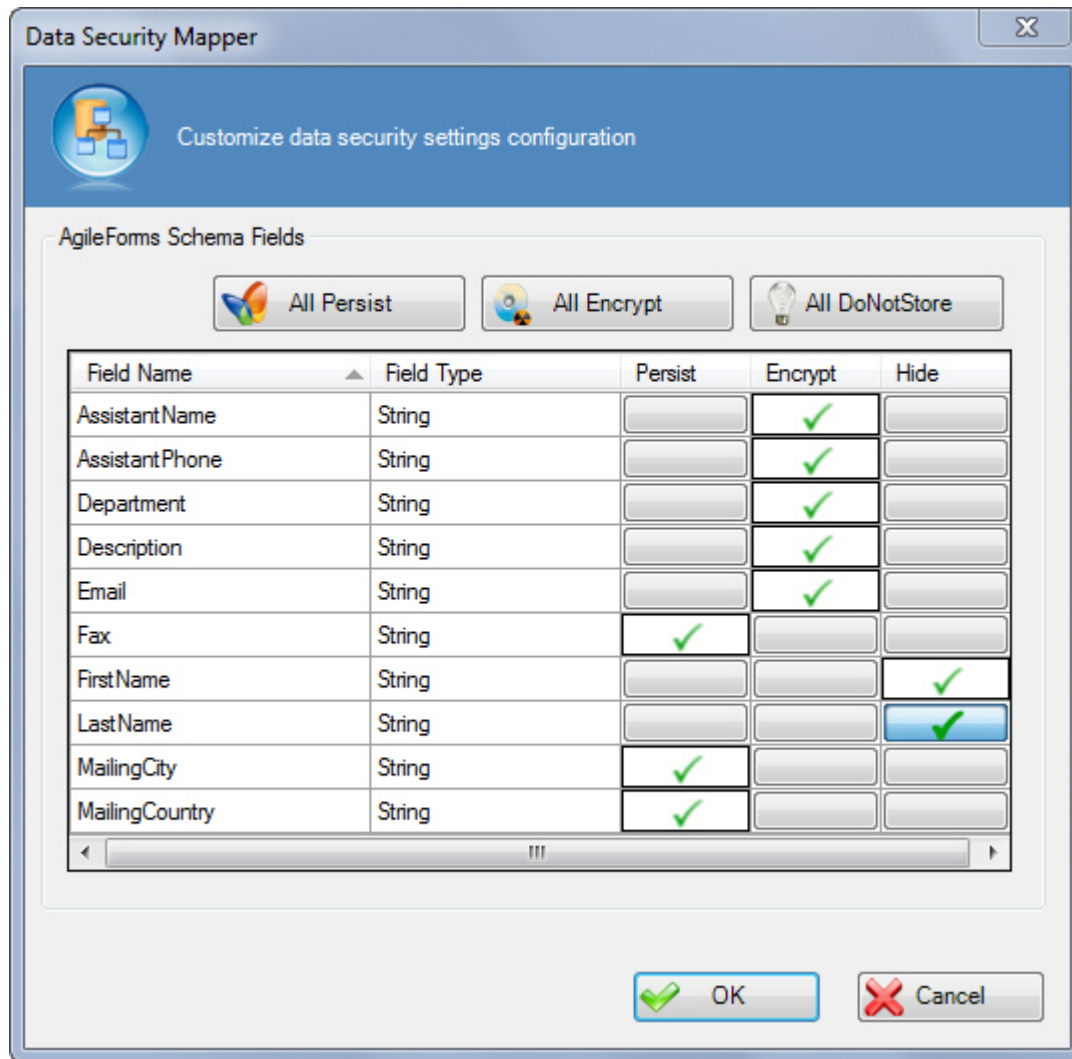 Data Security Mapper
Customize data security settings configuration
AgileForms Schema Fields
All Persist All Encrypt All DoNotStore
Field Name Field Type Persist Encrypt Hide
AssistantName String
AssistantPhone String
Department String
Description String
Email String
Fax String
FirstName String
LastName String
MailingCity String
MailingCountry String
OK Cancel